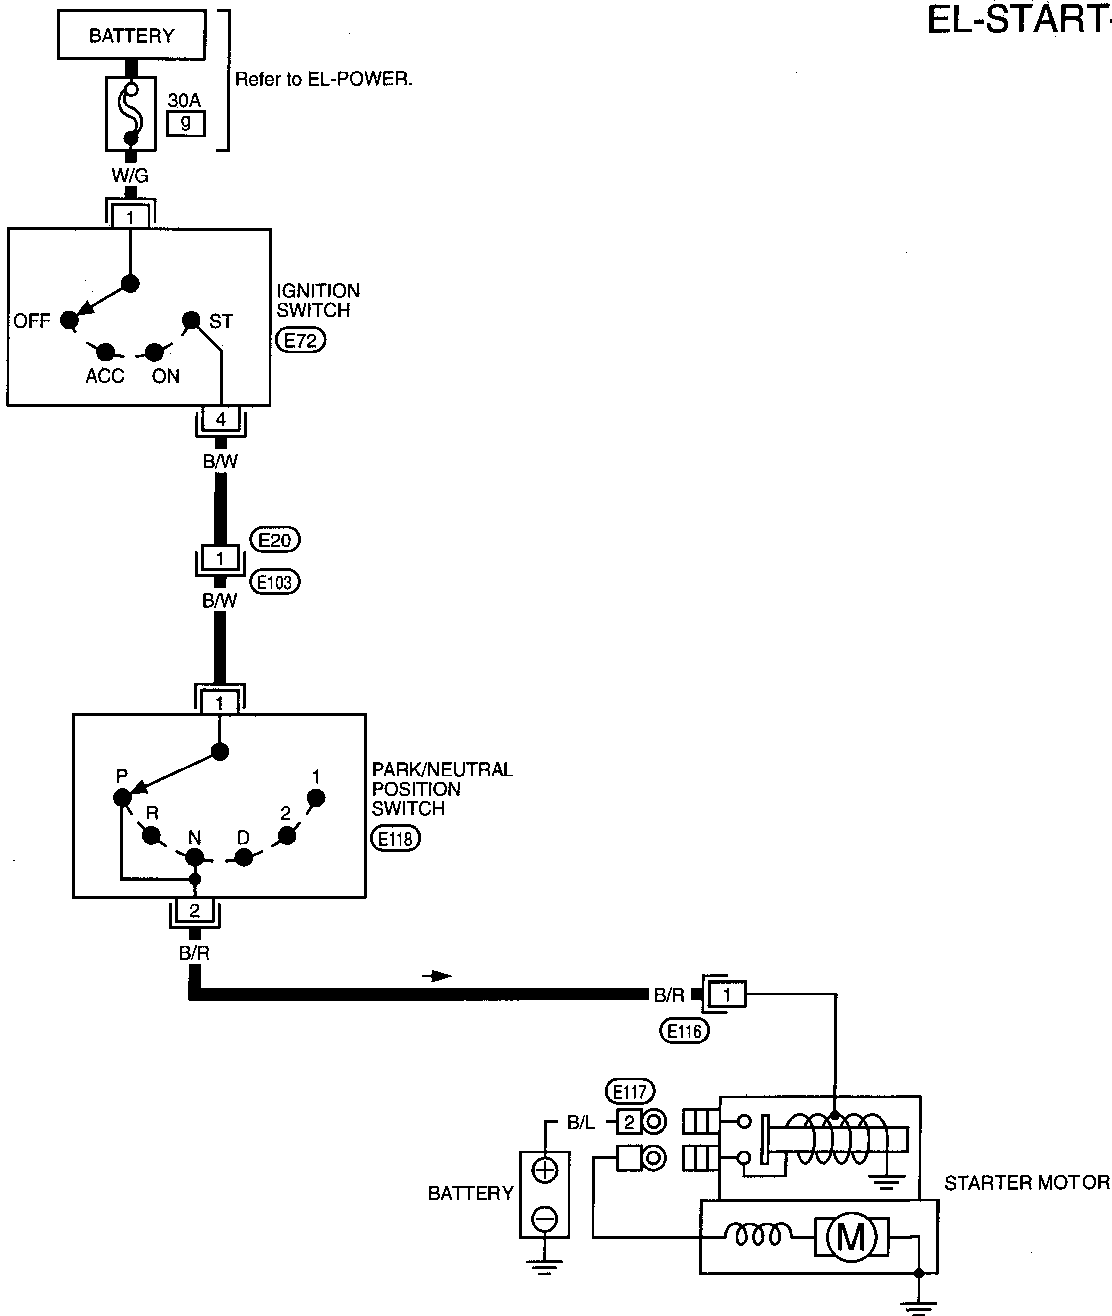 EL-START-
BATTERY
Refer to EL-POWER.
30A
g
W/G
1
IGNITION
SWITCH
E72
OFF
ST
ACC
ON
4
B/W
E20
1
E103
B/W
1
PARK/NEUTRAL
POSITION
SWITCH
E118
P
1
R
2
N
D
2
B/R
B/R
1
E116
E117
B/L
2
BATTERY
STARTER MOTOR
M